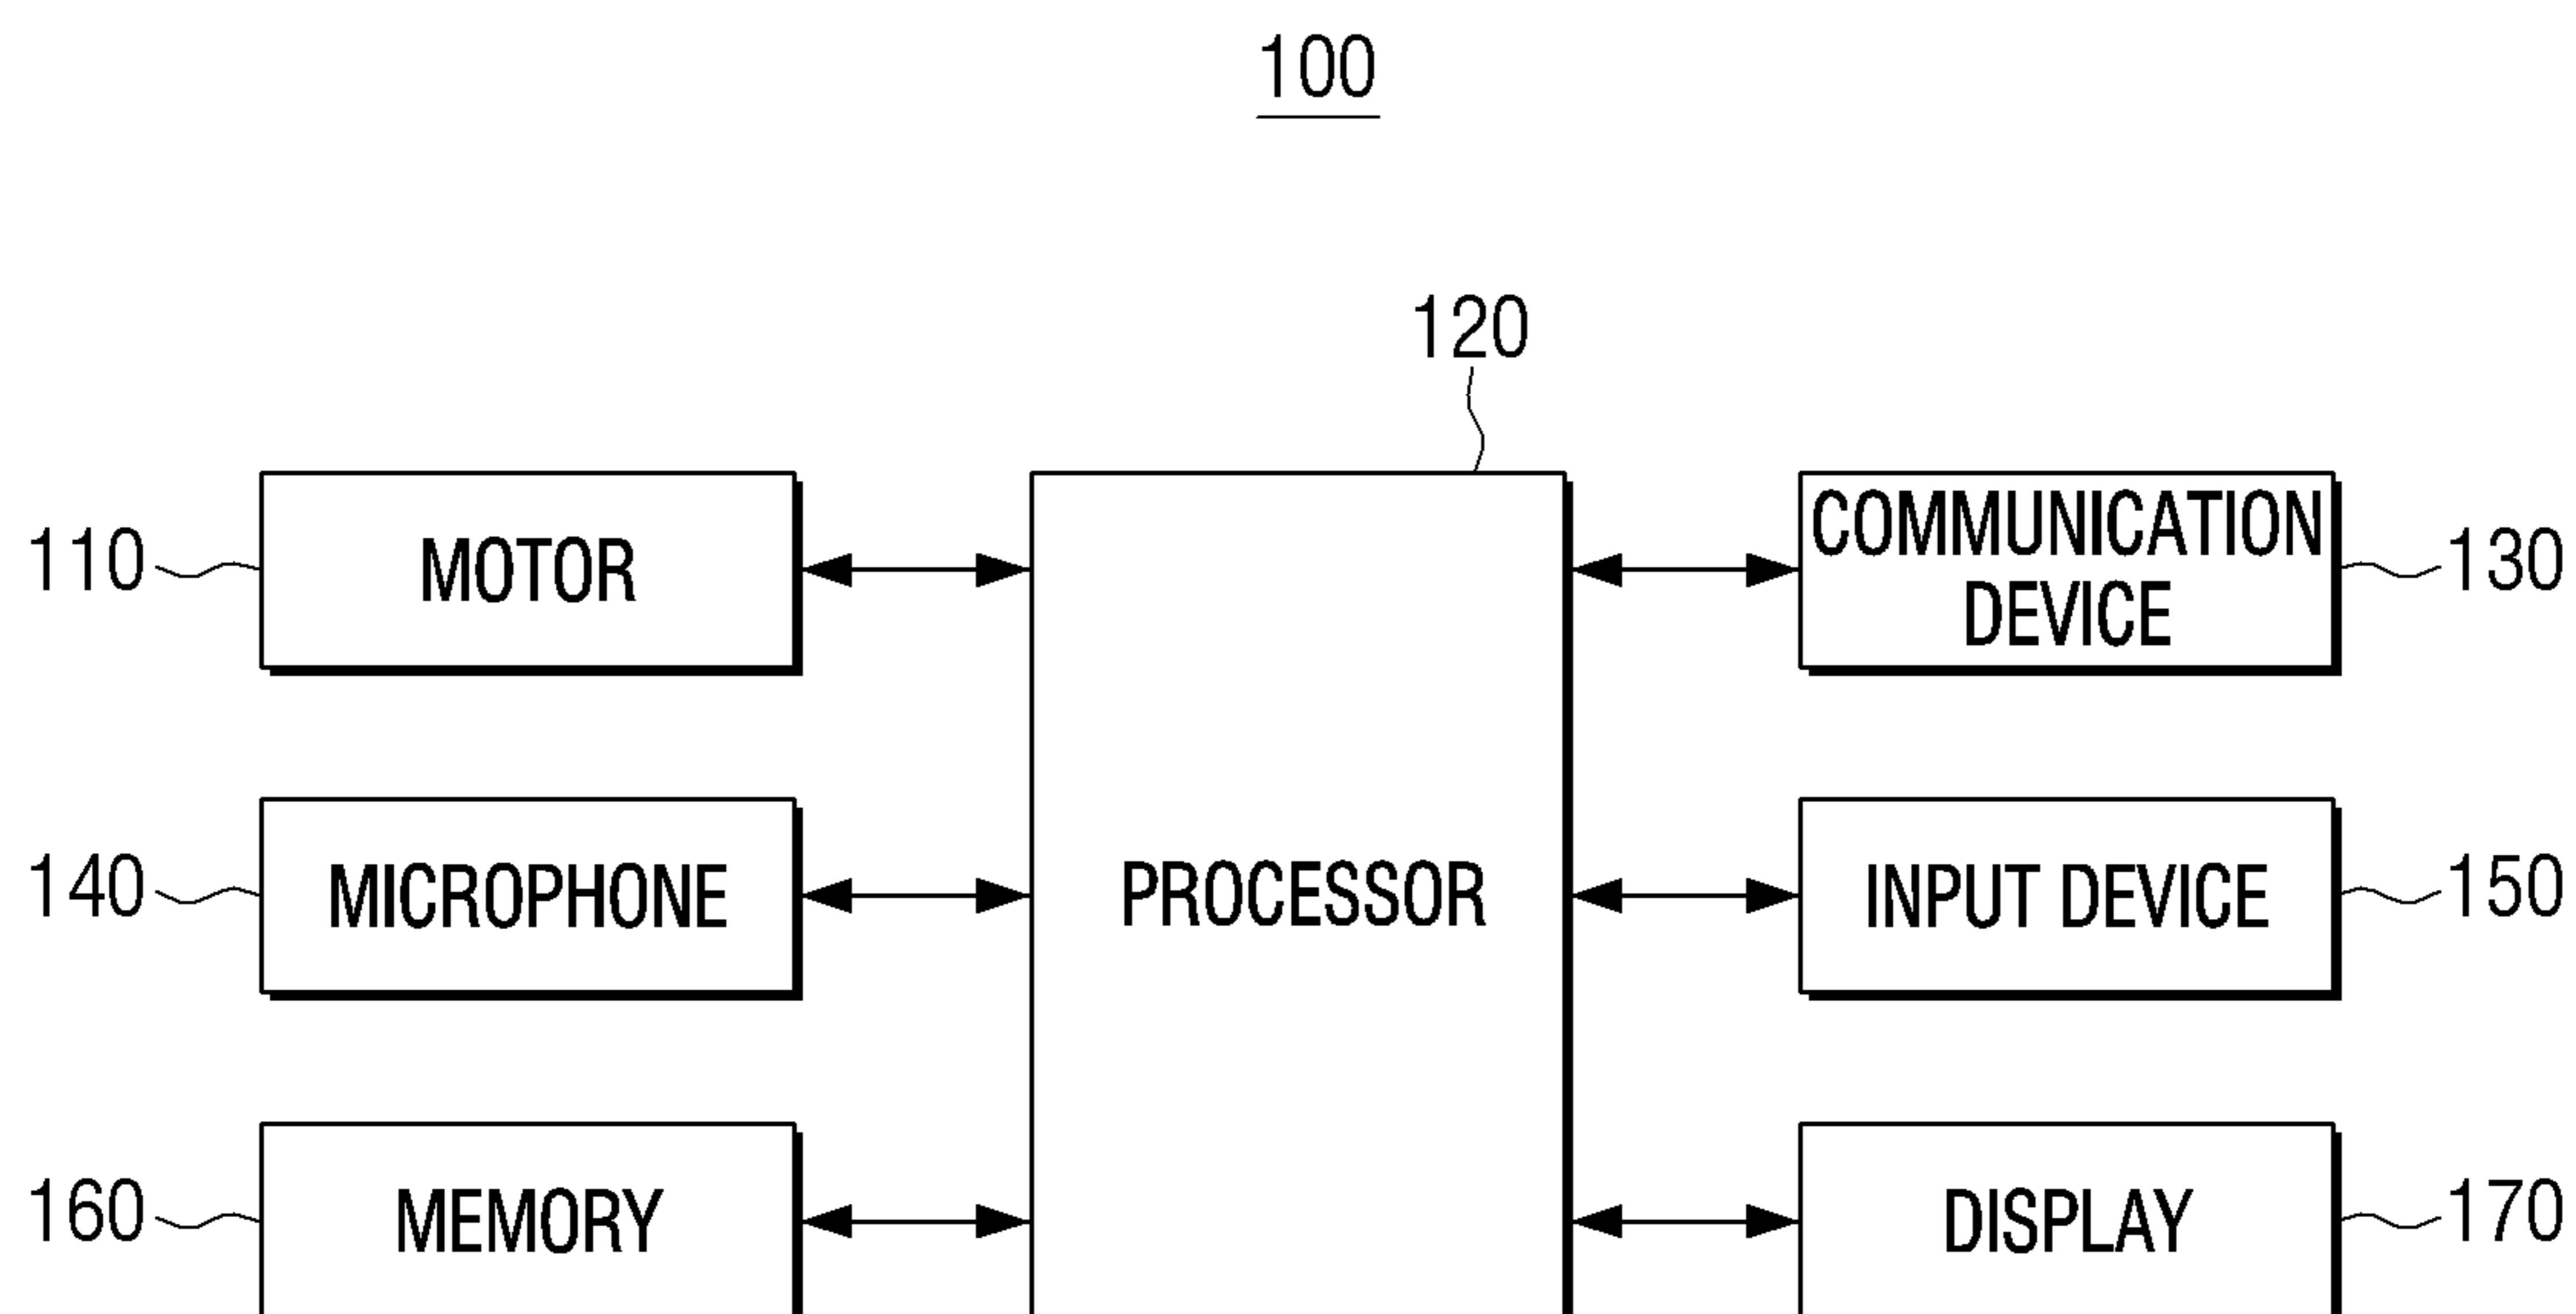 100
120
110
MOTOR
COMMUNICATION
DEVICE
130
140
MICROPHONE
PROCESSOR
INPUT DEVICE
150
160
MEMORY
DISPLAY
170